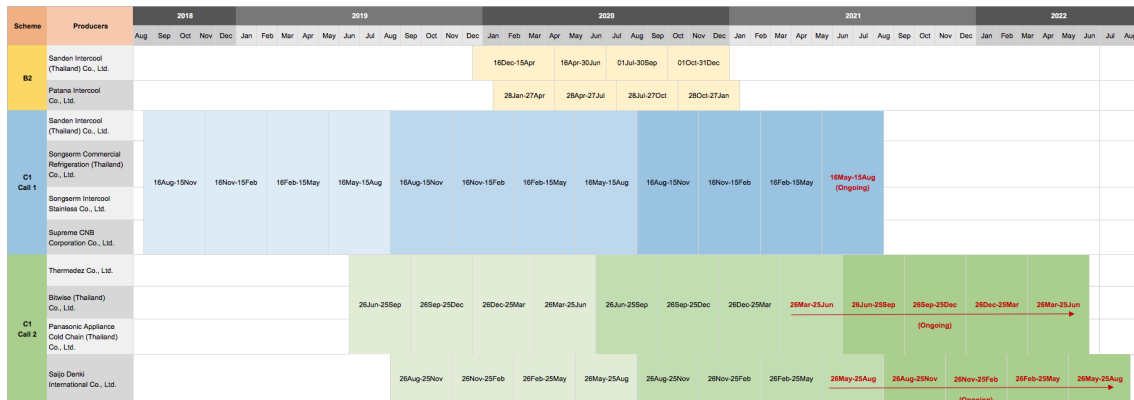 Scheme Producers 2018 2019 2020 2021 2022
Aug Sep Oct Nov Dec Jan Feb Mar Apr May Jun Jul Aug Sep Oct Nov Dec Jan Feb Mar Apr May Jun Jul Aug Sep Oct Nov Dec Jan Feb Mar Apr May Jun Jul Aug Sep Oct Nov Dec Jan Feb Mar Apr May Jun Jul Aug
B2
Sanden Intercool
(Thailand) Co., Ltd.
16Dec-15Apr 16Apr-30Jun 01Jul-30Sep 01Oct-31Dec
Patana Intercool
Co., Ltd.
28Jan-27Apr 28Apr-27Jul 28Jul-27Oct 28Oct-27Jan
C1
Call 1
Sanden Intercool
(Thailand) Co., Ltd.
Songserm Commercial
Refrigeration (Thailand)
Co., Ltd.
Songserm Intercool
Stainless Co., Ltd.
Supreme CNB
Corporation Co., Ltd.
16Aug-15Nov 16Nov-15Feb 16Feb-15May 16May-15Aug 16Aug-15Nov 16Nov-15Feb 16Feb-15May 16May-15Aug 16Aug-15Nov 16Nov-15Feb 16Feb-15May 16May-15Aug
(Ongoing)
C1
Call 2
Thermedez Co., Ltd.
Bitwise (Thailand)
Co., Ltd.
Panasonic Appliance
Cold Chain (Thailand)
Co., Ltd.
26Jun-25Sep 26Sep-25Dec 26Dec-25Mar 26Mar-25Jun 26Jun-25Sep 26Sep-25Dec 26Dec-25Mar 26Mar-25Jun 26Jun-25Sep 26Sep-25Dec 26Dec-25Mar 26Mar-25Jun
(Ongoing)
Saijo Denki
International Co., Ltd.
26Aug-25Nov 26Nov-25Feb 26Feb-25May 26May-25Aug 26Aug-25Nov 26Nov-25Feb 26Feb-25May 26May-25Aug 26Aug-25Nov 26Nov-25Feb 26Feb-25May 26May-25Aug
(Ongoing)